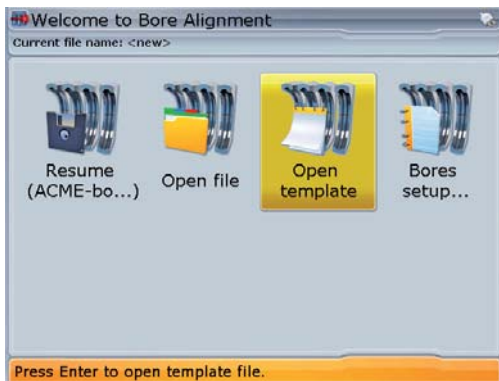 Welcome to Bore Alignment
Current file name: <new>
Resume
(ACME-bo...)
Open file
Open
template
Bores
setup...
Press Enter to open template file.